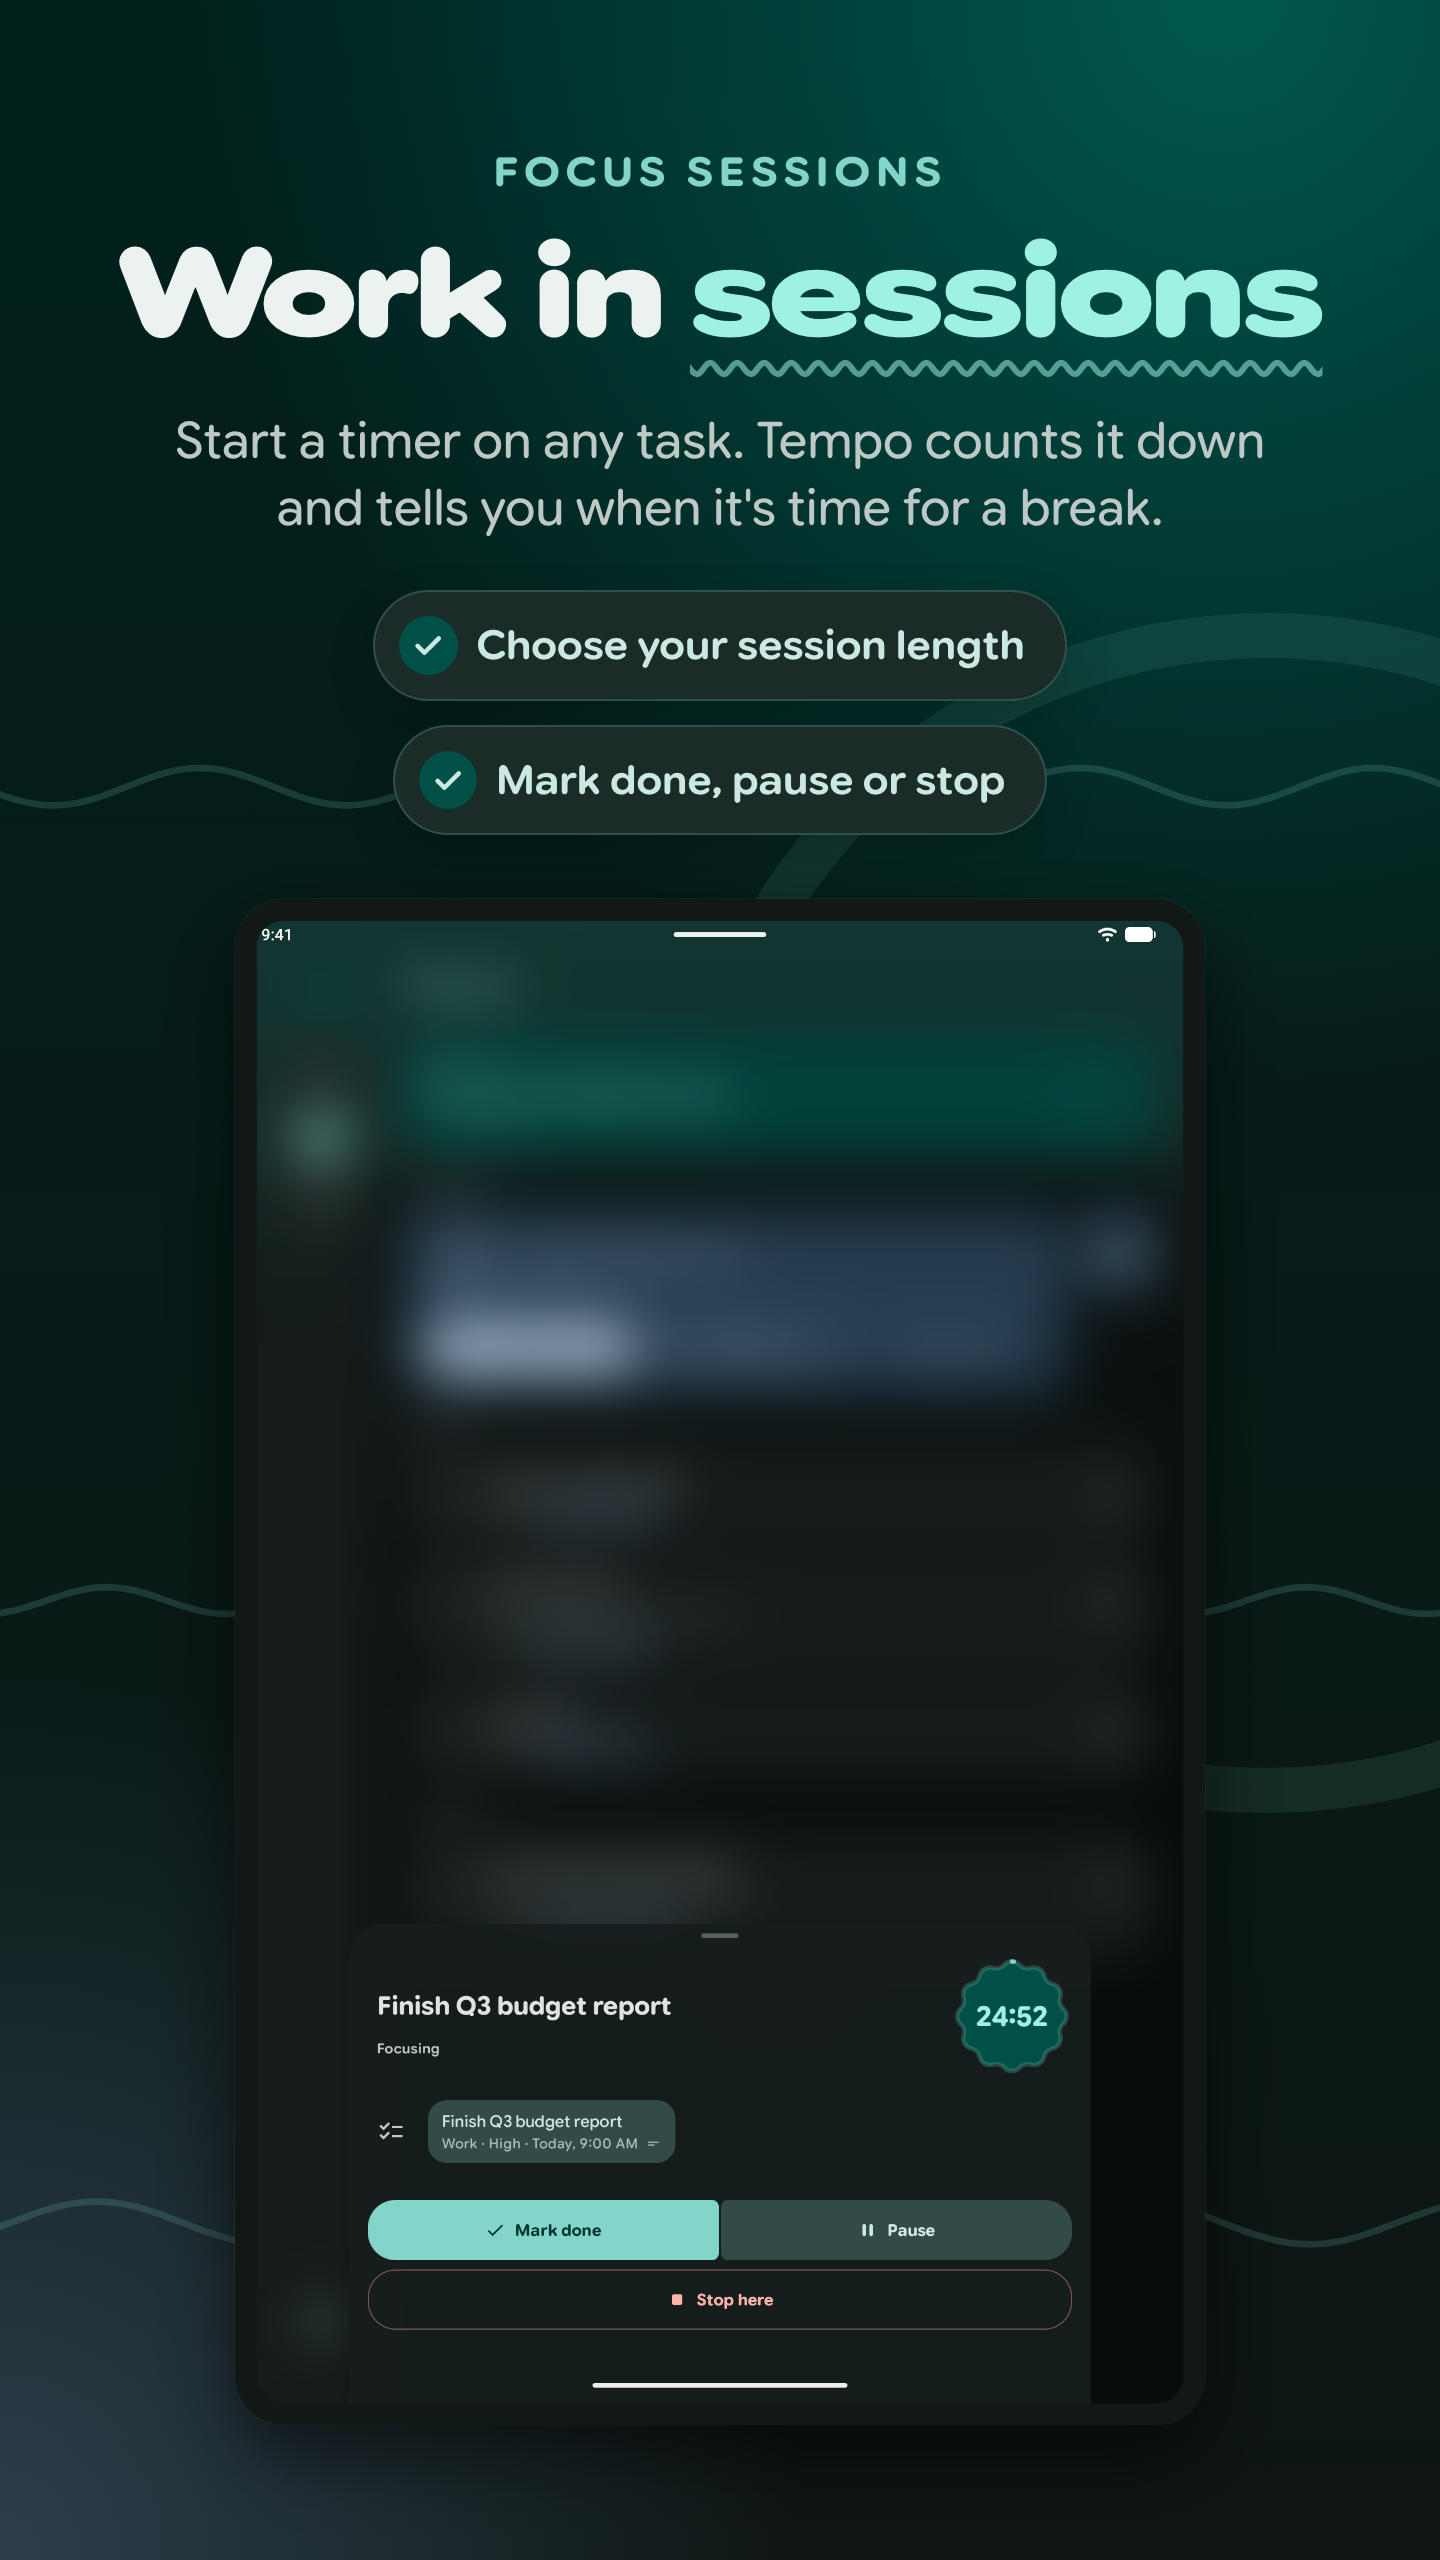 FOCUS SESSIONS
Work in sessions
Start a timer on any task. Tempo counts it down
and tells you when it's time for a break.
Choose your session length
Mark done, pause or stop
9:41
Finish Q3 budget report
24:52
Focusing
Finish Q3 budget report
Work · High · Today, 9:00 AM
Mark done
Pause
Stop here